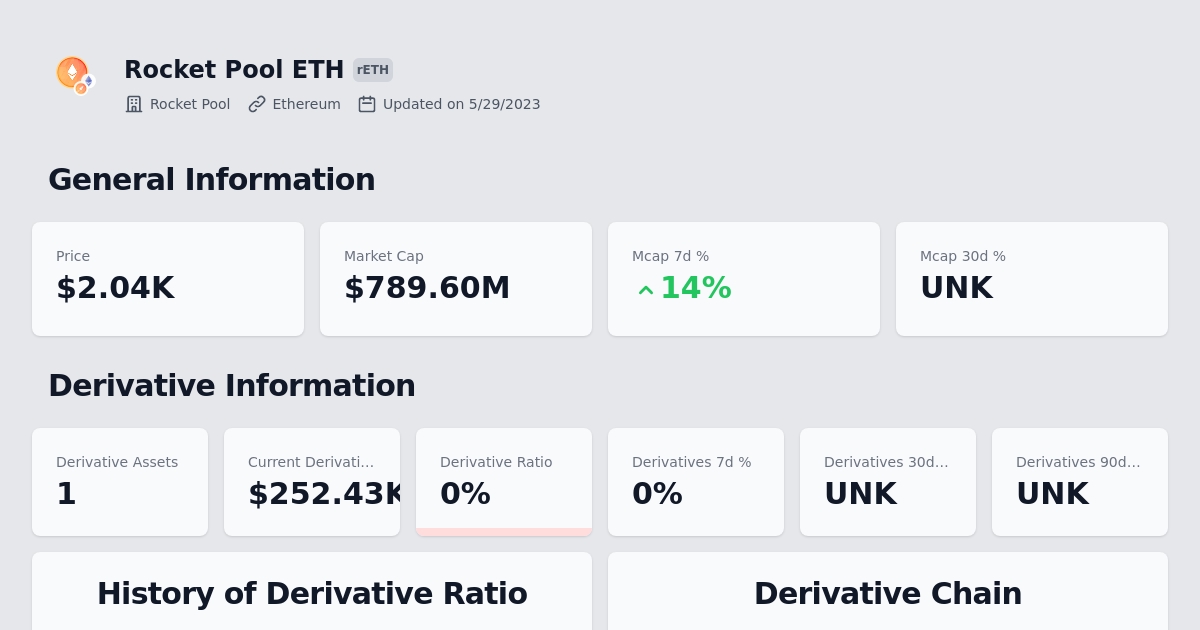 Rocket Pool ETH rETH
Rocket Pool Ethereum Updated on 5/29/2023
General Information
Price Market Cap Mcap 7d % Mcap 30d %
$2.04K $789.60M 14% UNK
Derivative Information
Derivative Assets Current Derivati... Derivative Ratio Derivatives 7d % Derivatives 30d... Derivatives 90d...
1 $252.43K 0% 0% UNK UNK
History of Derivative Ratio Derivative Chain